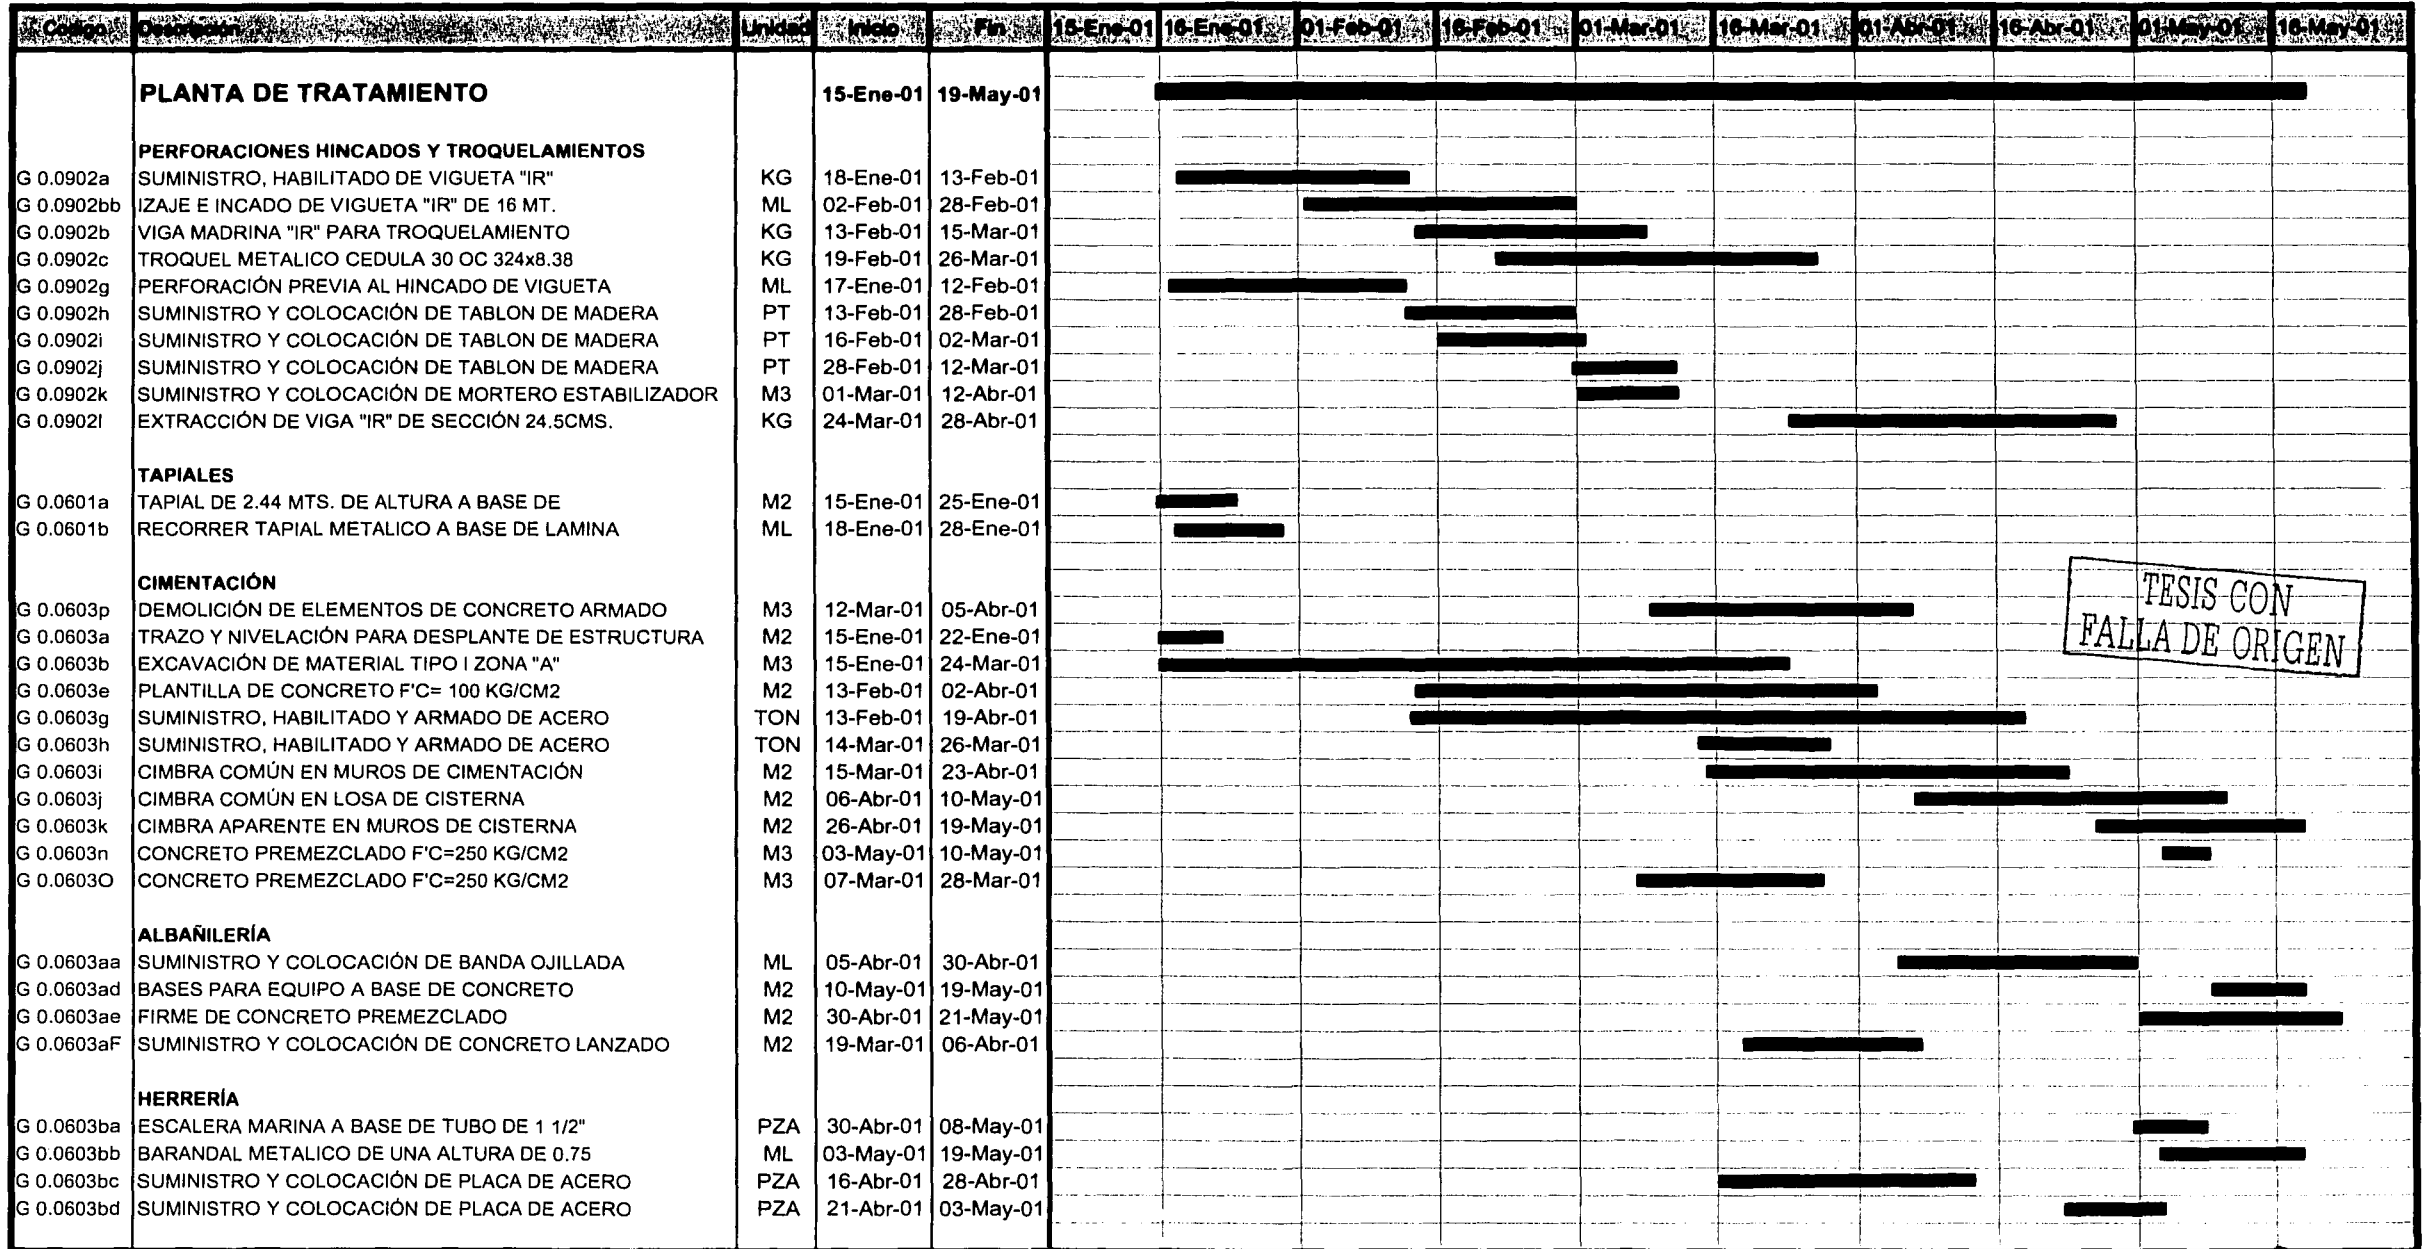 Codigo Descripcion Unidad Inicio Fin 15-Ene-01 16-Ene-01 01-Feb-01 16-Feb-01 01-Mar-01 16-Mar-01 01-Abr-01 16-Abr-01 01-May-01 16-May-01
PLANTA DE TRATAMIENTO 15-Ene-01 19-May-01
PERFORACIONES HINCADOS Y TROQUELAMIENTOS
G 0.0902a SUMINISTRO, HABILITADO DE VIGUETA "IR" KG 18-Ene-01 13-Feb-01
G 0.0902bb IZAJE E INCADO DE VIGUETA "IR" DE 16 MT. ML 02-Feb-01 28-Feb-01
G 0.0902b VIGA MADRINA "IR" PARA TROQUELAMIENTO KG 13-Feb-01 15-Mar-01
G 0.0902c TROQUEL METALICO CEDULA 30 OC 324x8.38 KG 19-Feb-01 26-Mar-01
G 0.0902g PERFORACIÓN PREVIA AL HINCADO DE VIGUETA ML 17-Ene-01 12-Feb-01
G 0.0902h SUMINISTRO Y COLOCACIÓN DE TABLON DE MADERA PT 13-Feb-01 28-Feb-01
G 0.0902i SUMINISTRO Y COLOCACIÓN DE TABLON DE MADERA PT 16-Feb-01 02-Mar-01
G 0.0902j SUMINISTRO Y COLOCACIÓN DE TABLON DE MADERA PT 28-Feb-01 12-Mar-01
G 0.0902k SUMINISTRO Y COLOCACIÓN DE MORTERO ESTABILIZADOR M3 01-Mar-01 12-Abr-01
G 0.0902l EXTRACCIÓN DE VIGA "IR" DE SECCIÓN 24.5CMS. KG 24-Mar-01 28-Abr-01
TAPIALES
G 0.0601a TAPIAL DE 2.44 MTS. DE ALTURA A BASE DE M2 15-Ene-01 25-Ene-01
G 0.0601b RECORRER TAPIAL METALICO A BASE DE LAMINA ML 18-Ene-01 28-Ene-01
CIMENTACIÓN
G 0.0603p DEMOLICIÓN DE ELEMENTOS DE CONCRETO ARMADO M3 12-Mar-01 05-Abr-01
G 0.0603a TRAZO Y NIVELACIÓN PARA DESPLANTE DE ESTRUCTURA M2 15-Ene-01 22-Ene-01
G 0.0603b EXCAVACIÓN DE MATERIAL TIPO I ZONA "A" M3 15-Ene-01 24-Mar-01
G 0.0603e PLANTILLA DE CONCRETO F'C= 100 KG/CM2 M2 13-Feb-01 02-Abr-01
G 0.0603g SUMINISTRO, HABILITADO Y ARMADO DE ACERO TON 13-Feb-01 19-Abr-01
G 0.0603h SUMINISTRO, HABILITADO Y ARMADO DE ACERO TON 14-Mar-01 26-Mar-01
G 0.0603i CIMBRA COMÚN EN MUROS DE CIMENTACIÓN M2 15-Mar-01 23-Abr-01
G 0.0603j CIMBRA COMÚN EN LOSA DE CISTERNA M2 06-Abr-01 10-May-01
G 0.0603k CIMBRA APARENTE EN MUROS DE CISTERNA M2 26-Abr-01 19-May-01
G 0.0603n CONCRETO PREMEZCLADO F'C=250 KG/CM2 M3 03-May-01 10-May-01
G 0.0603O CONCRETO PREMEZCLADO F'C=250 KG/CM2 M3 07-Mar-01 28-Mar-01
TESIS CON
FALLA DE ORIGEN
ALBAÑILERÍA
G 0.0603aa SUMINISTRO Y COLOCACIÓN DE BANDA OJILLADA ML 05-Abr-01 30-Abr-01
G 0.0603ad BASES PARA EQUIPO A BASE DE CONCRETO M2 10-May-01 19-May-01
G 0.0603ae FIRME DE CONCRETO PREMEZCLADO M2 30-Abr-01 21-May-01
G 0.0603aF SUMINISTRO Y COLOCACIÓN DE CONCRETO LANZADO M2 19-Mar-01 06-Abr-01
HERRERÍA
G 0.0603ba ESCALERA MARINA A BASE DE TUBO DE 1 1/2" PZA 30-Abr-01 08-May-01
G 0.0603bb BARANDAL METALICO DE UNA ALTURA DE 0.75 ML 03-May-01 19-May-01
G 0.0603bc SUMINISTRO Y COLOCACIÓN DE PLACA DE ACERO PZA 16-Abr-01 28-Abr-01
G 0.0603bd SUMINISTRO Y COLOCACIÓN DE PLACA DE ACERO PZA 21-Abr-01 03-May-01